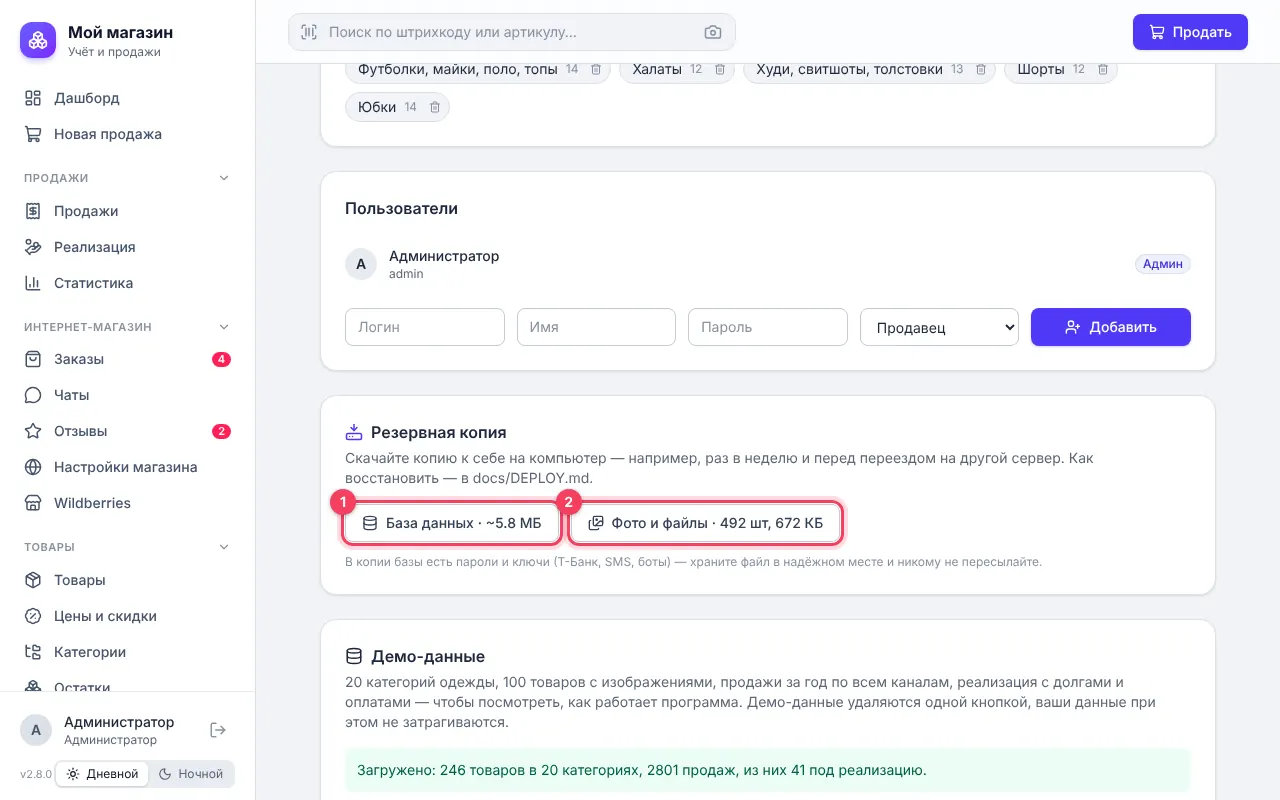 Мой магазин
Учёт и продажи
Поиск по штрихкоду или артикулу...
Продать
Дашборд
Новая продажа
ПРОДАЖИ
Продажи
Реализация
Статистика
ИНТЕРНЕТ-МАГАЗИН
Заказы 4
Чаты
Отзывы 2
Настройки магазина
Wildberries
ТОВАРЫ
Товары
Цены и скидки
Категории
Остатки
А Администратор
Администратор
v2.8.0 Дневной Ночной
Футболки, майки, поло, топы 14 Халаты 12 Худи, свитшоты, толстовки 13 Шорты 12
Юбки 14
Пользователи
А Администратор
admin
Админ
Логин Имя Пароль Продавец Добавить
Резервная копия
Скачайте копию к себе на компьютер — например, раз в неделю и перед переездом на другой сервер. Как
восстановить — в docs/DEPLOY.md.
1 База данных · ~5.8 МБ 2 Фото и файлы · 492 шт, 672 КБ
В копии базы есть пароли и ключи (Т-Банк, SMS, боты) — храните файл в надёжном месте и никому не пересылайте.
Демо-данные
20 категорий одежды, 100 товаров с изображениями, продажи за год по всем каналам, реализация с долгами и
оплатами — чтобы посмотреть, как работает программа. Демо-данные удаляются одной кнопкой, ваши данные при
этом не затрагиваются.
Загружено: 246 товаров в 20 категориях, 2801 продаж, из них 41 под реализацию.